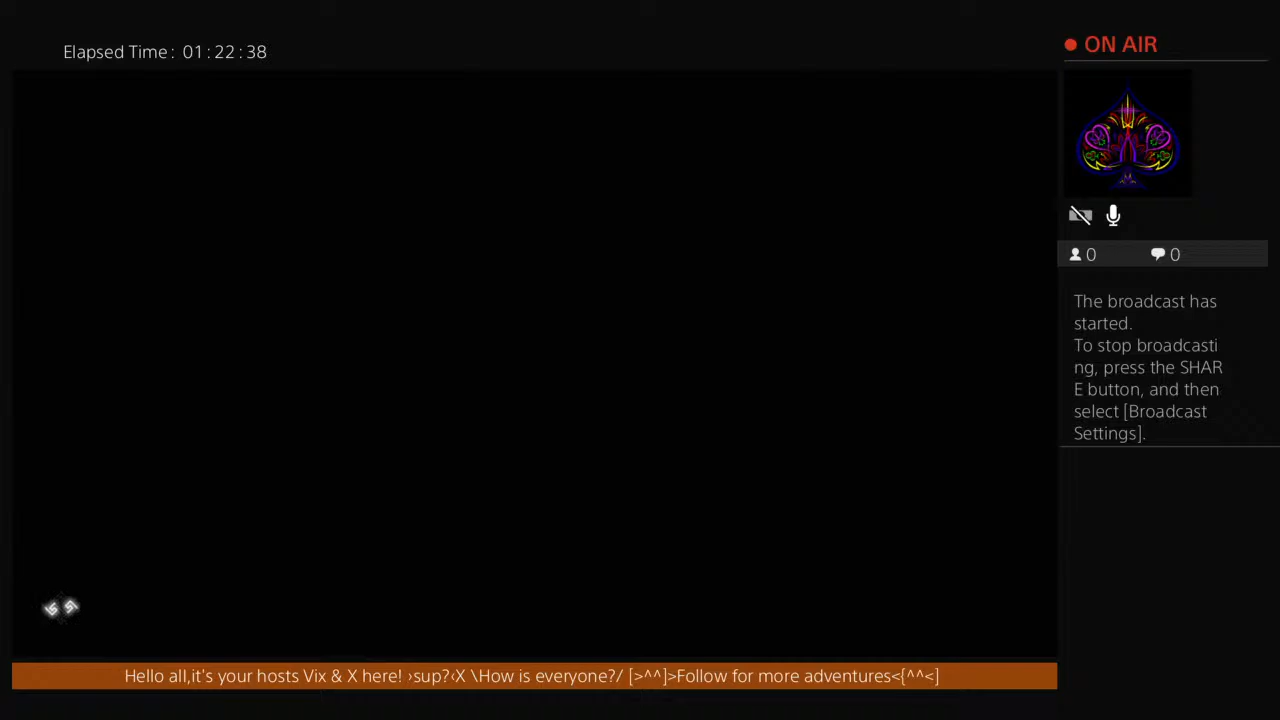 Elapsed Time: 01:22:38
ON AIR
0 0
The broadcast has
started.
To stop broadcasti
ng, press the SHAR
E button, and then
select [Broadcast
Settings].
Hello all,it's your hosts Vix & X here! ›sup?‹X \How is everyone?/ [>^^]>Follow for more adventures<{^^<]